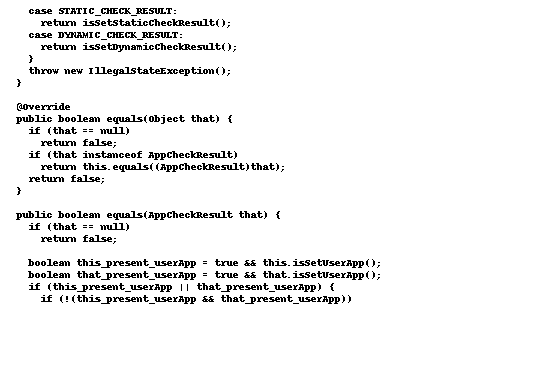 case STATIC_CHECK_RESULT:
return isSetStaticCheckResult();
case DYNAMIC_CHECK_RESULT:
return isSetDynamicCheckResult();
}
throw new IllegalStateException();
}
@Override
public boolean equals(Object that) {
if (that == null)
return false;
if (that instanceof AppCheckResult)
return this.equals((AppCheckResult)that);
return false;
}
public boolean equals(AppCheckResult that) {
if (that == null)
return false;
boolean this_present_userApp = true && this.isSetUserApp();
boolean that_present_userApp = true && that.isSetUserApp();
if (this_present_userApp || that_present_userApp) {
if (!(this_present_userApp && that_present_userApp))